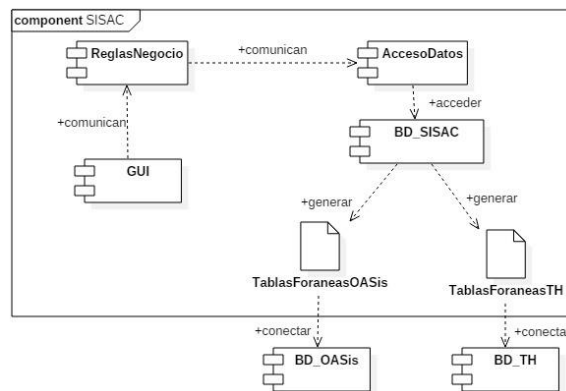 component SISAC
ReglasNegocio
+comunican
AccesoDatos
+comunican
+acceder
GUI
BD_SISAC
+generar
+generar
TablasForaneasOASis
TablasForaneasTH
+conectar
+conecta
BD_OASis
BD_TH